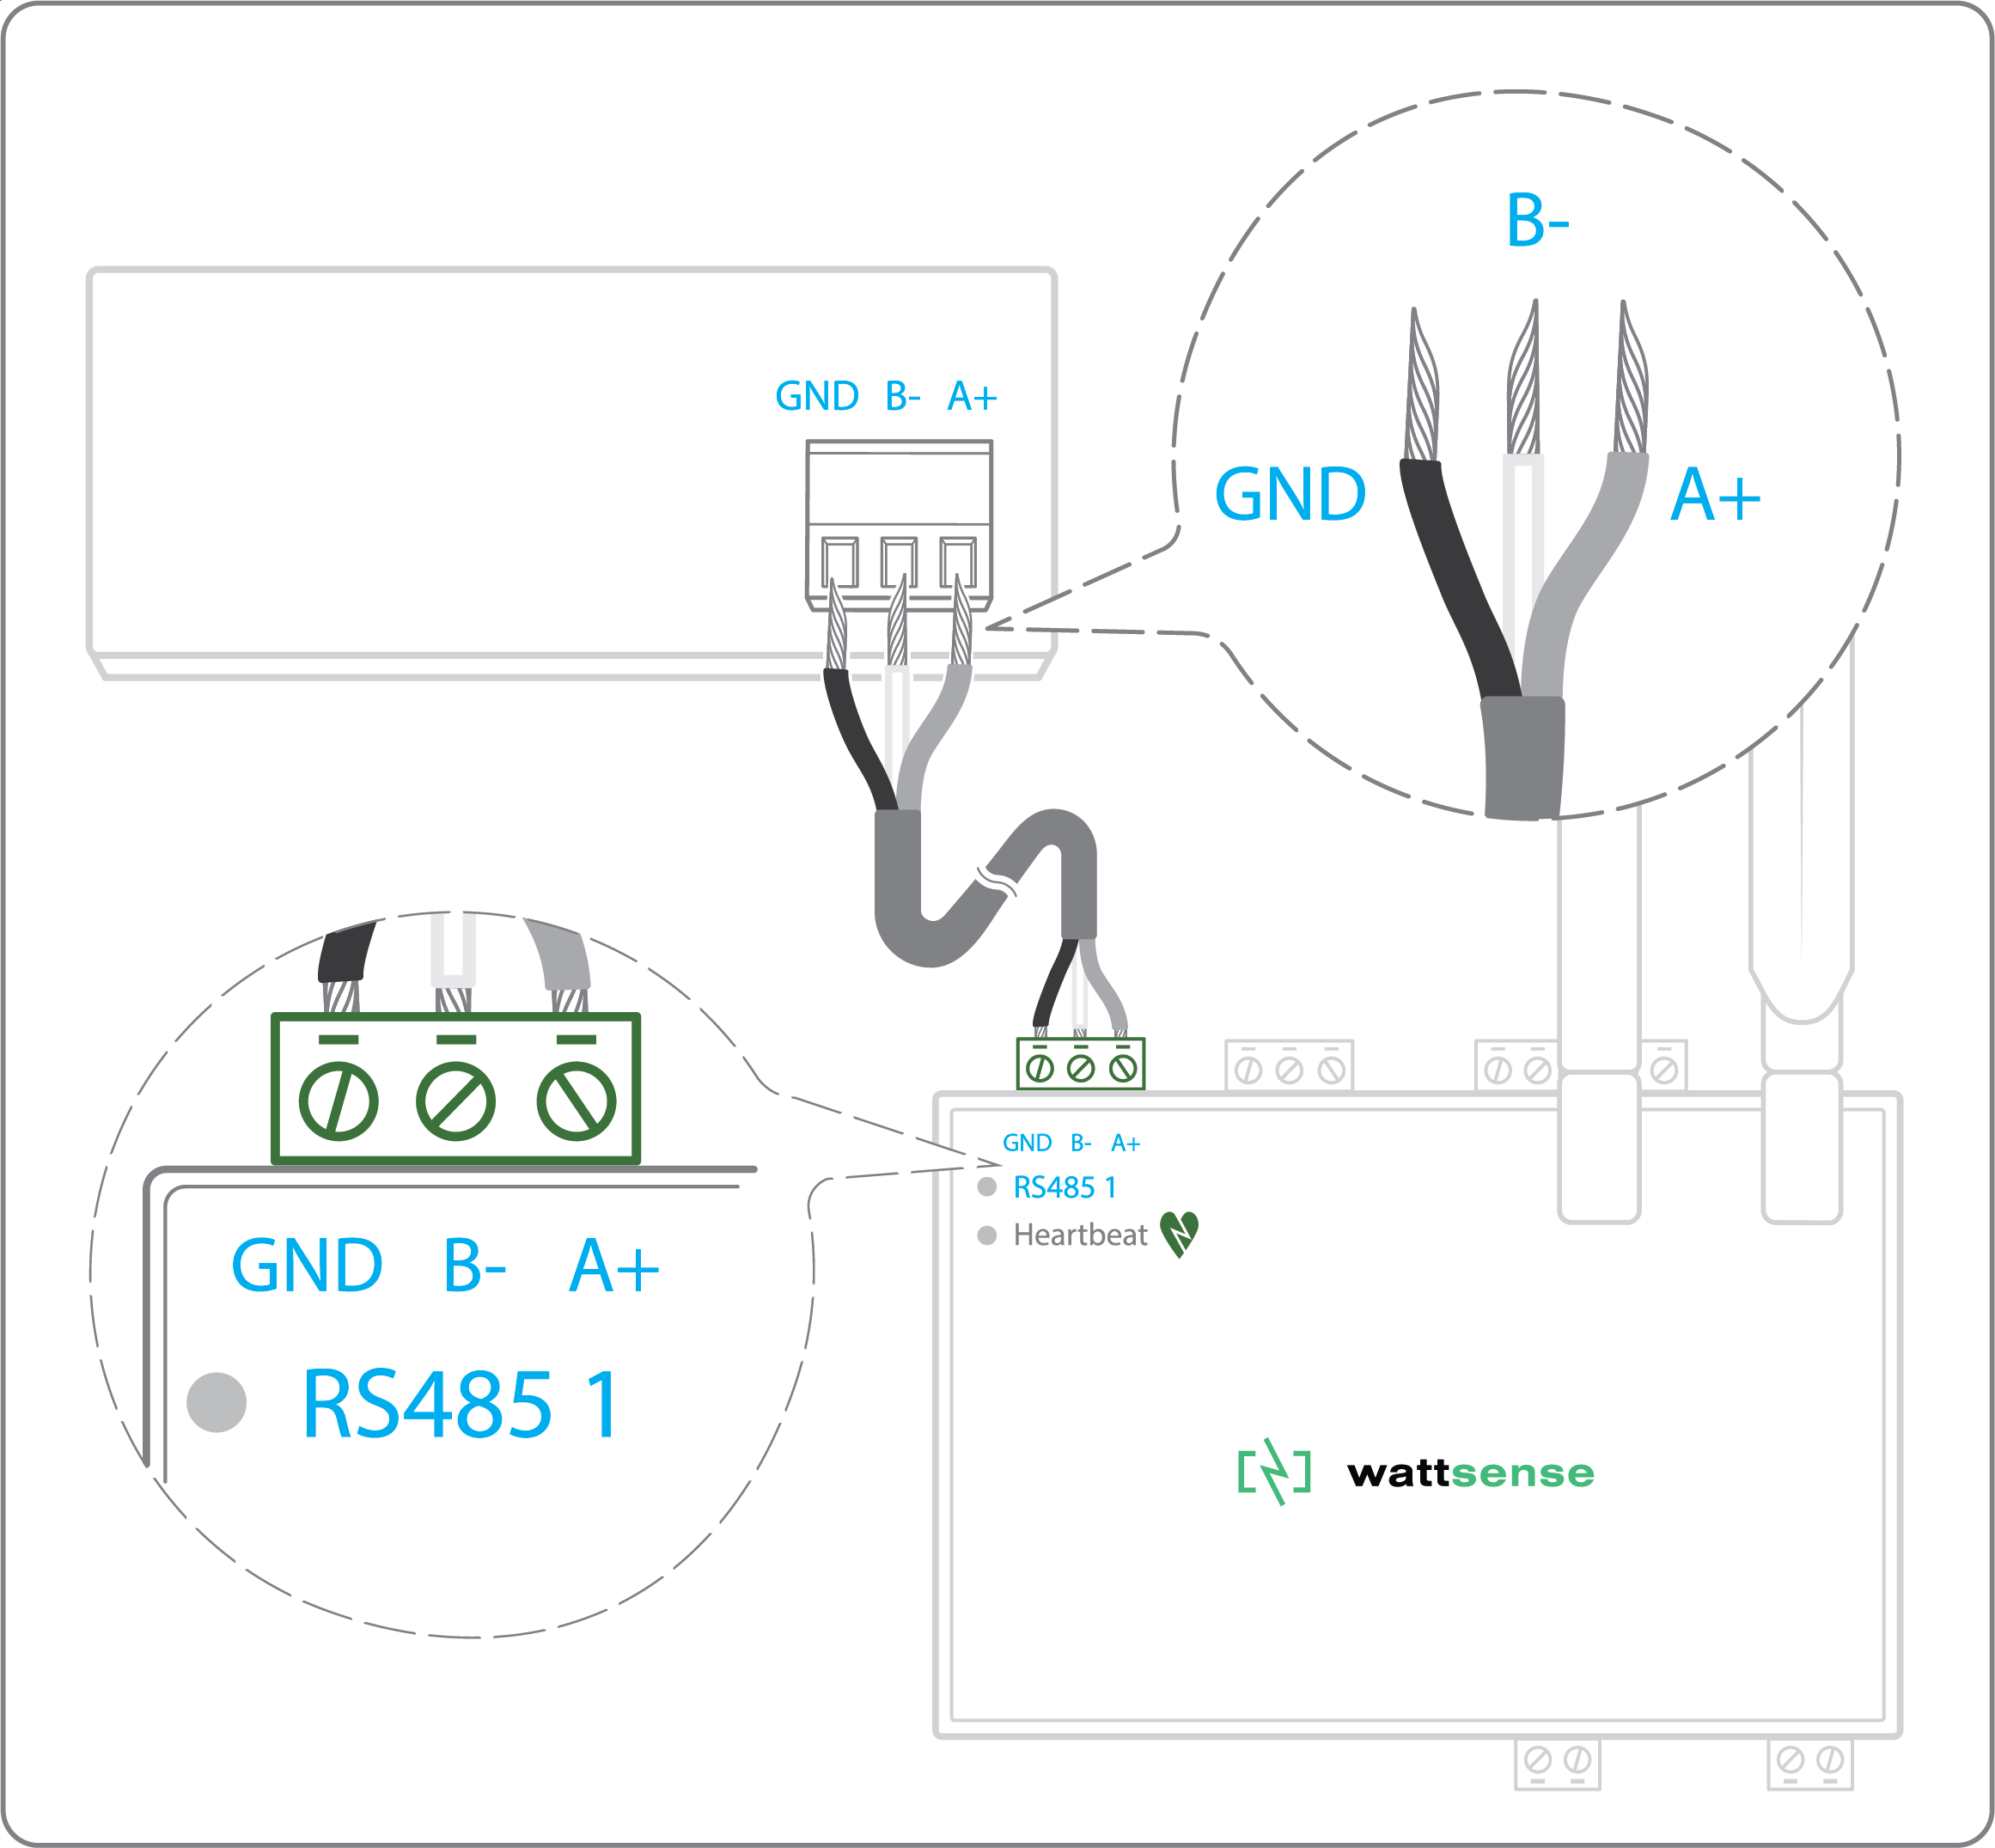 B-
GND B- A+
GND A+
GND B- A+
RS485 1
Heartbeat
GND B- A+
RS485 1
wattsense